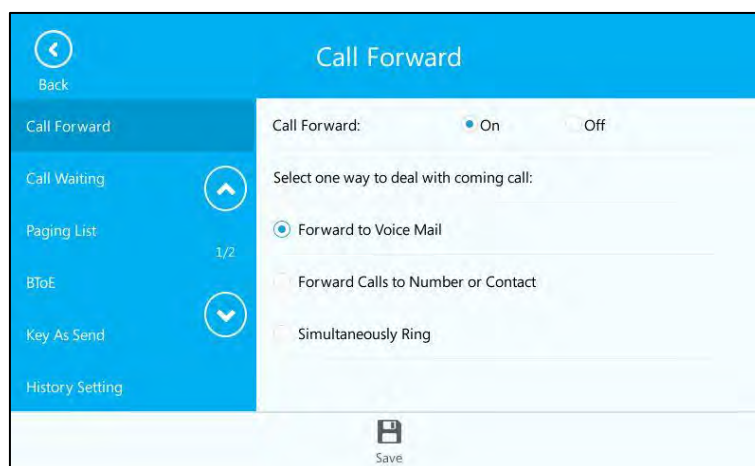 Call Forward
Back
Call Forward
Call Waiting
Paging List
1/2
BToE
Key As Send
History Setting
Call Forward: On Off
Select one way to deal with coming call:
Forward to Voice Mail
Forward Calls to Number or Contact
Simultaneously Ring
Save